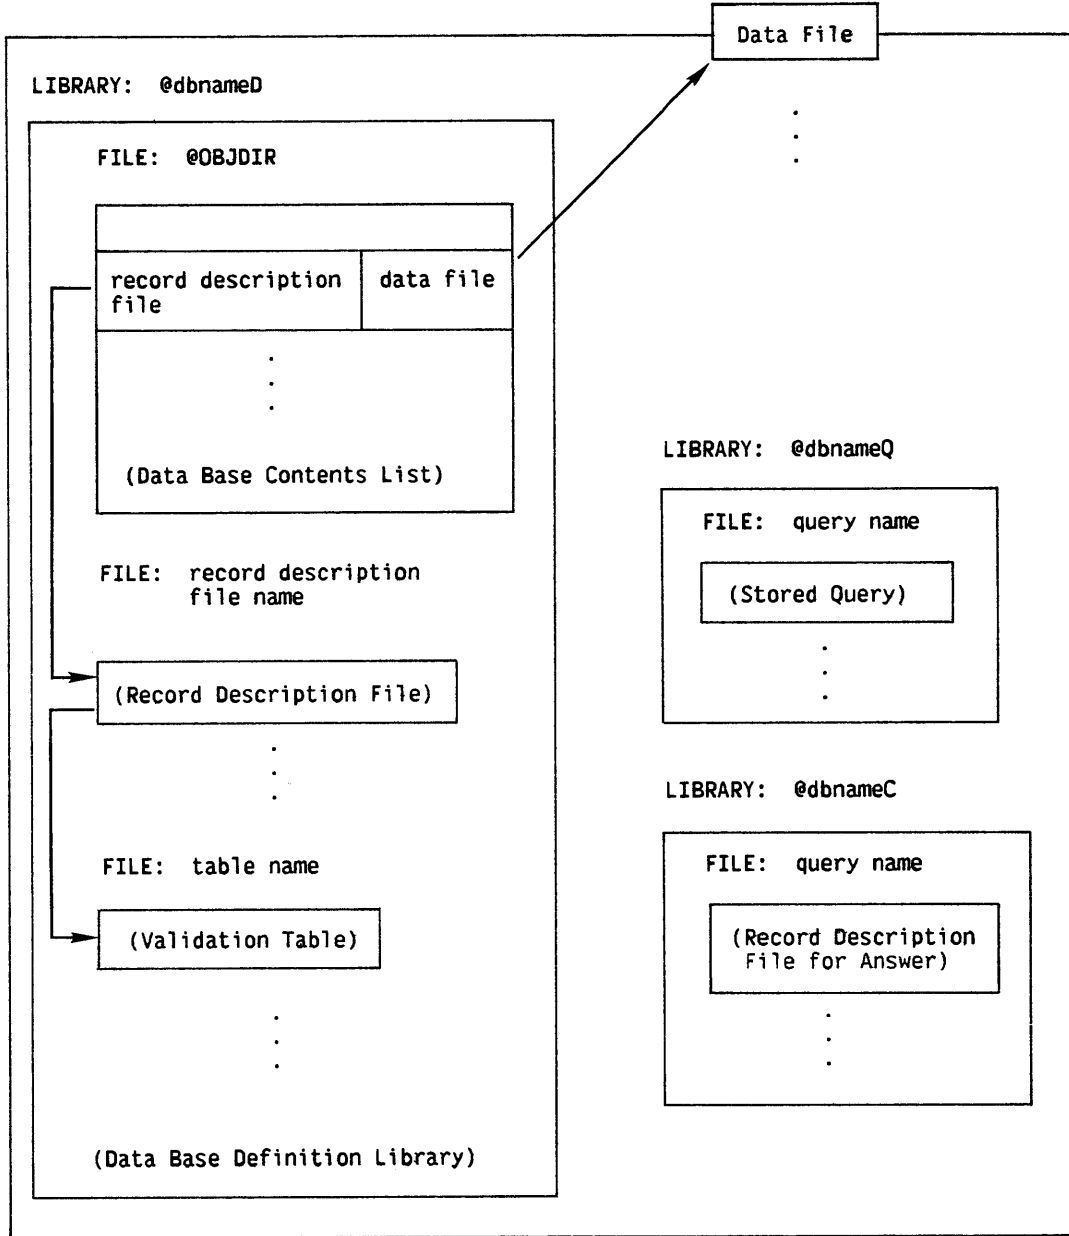 Data File
LIBRARY: @dbnameD
FILE: @OBJDIR
record description
file
data file
(Data Base Contents List)
FILE: record description
file name
(Record Description File)
FILE: table name
(Validation Table)
(Data Base Definition Library)
LIBRARY: @dbnameQ
FILE: query name
(Stored Query)
LIBRARY: @dbnameC
FILE: query name
(Record Description
File for Answer)